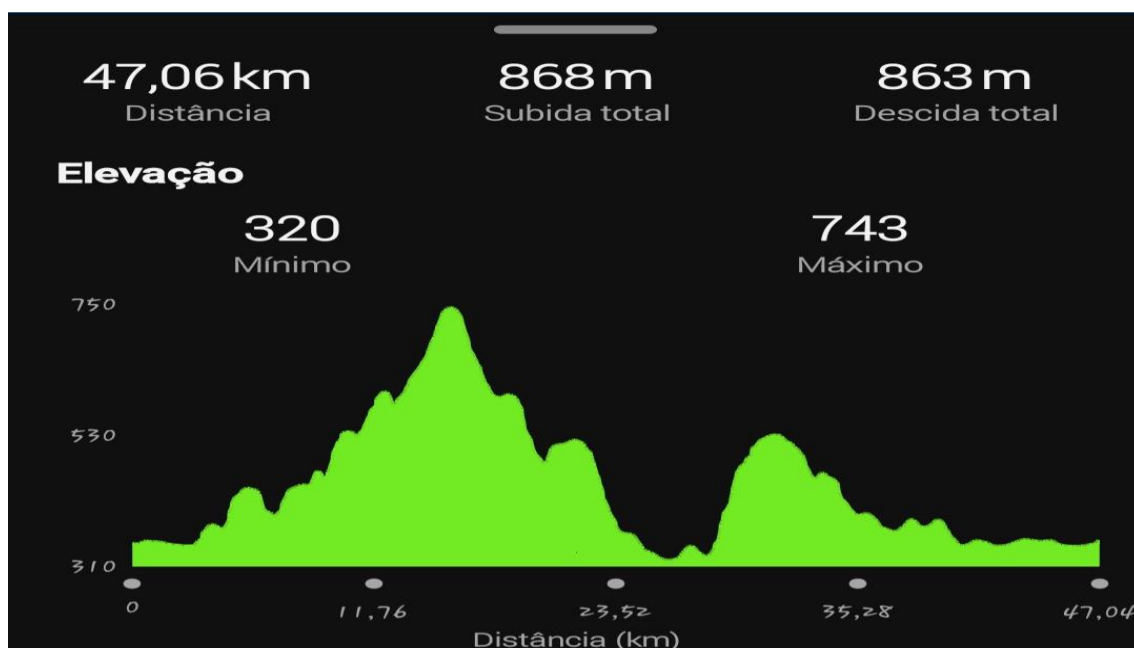 47,06 km 868 m 863 m
Distância Subida total Descida total
Elevação
320 743
Mínimo Máximo
750
530
310
0 11,76 23,52 35,28 47,04
Distância (km)